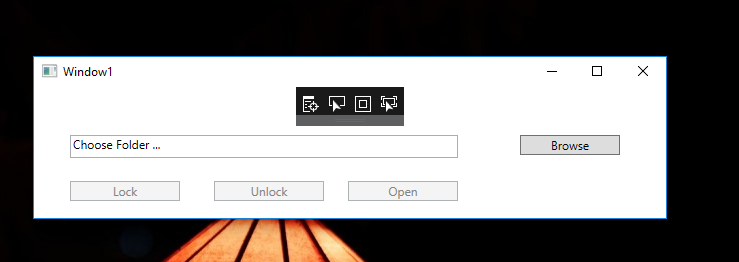 Window1
Choose Folder ...
Browse
Lock
Unlock
Open